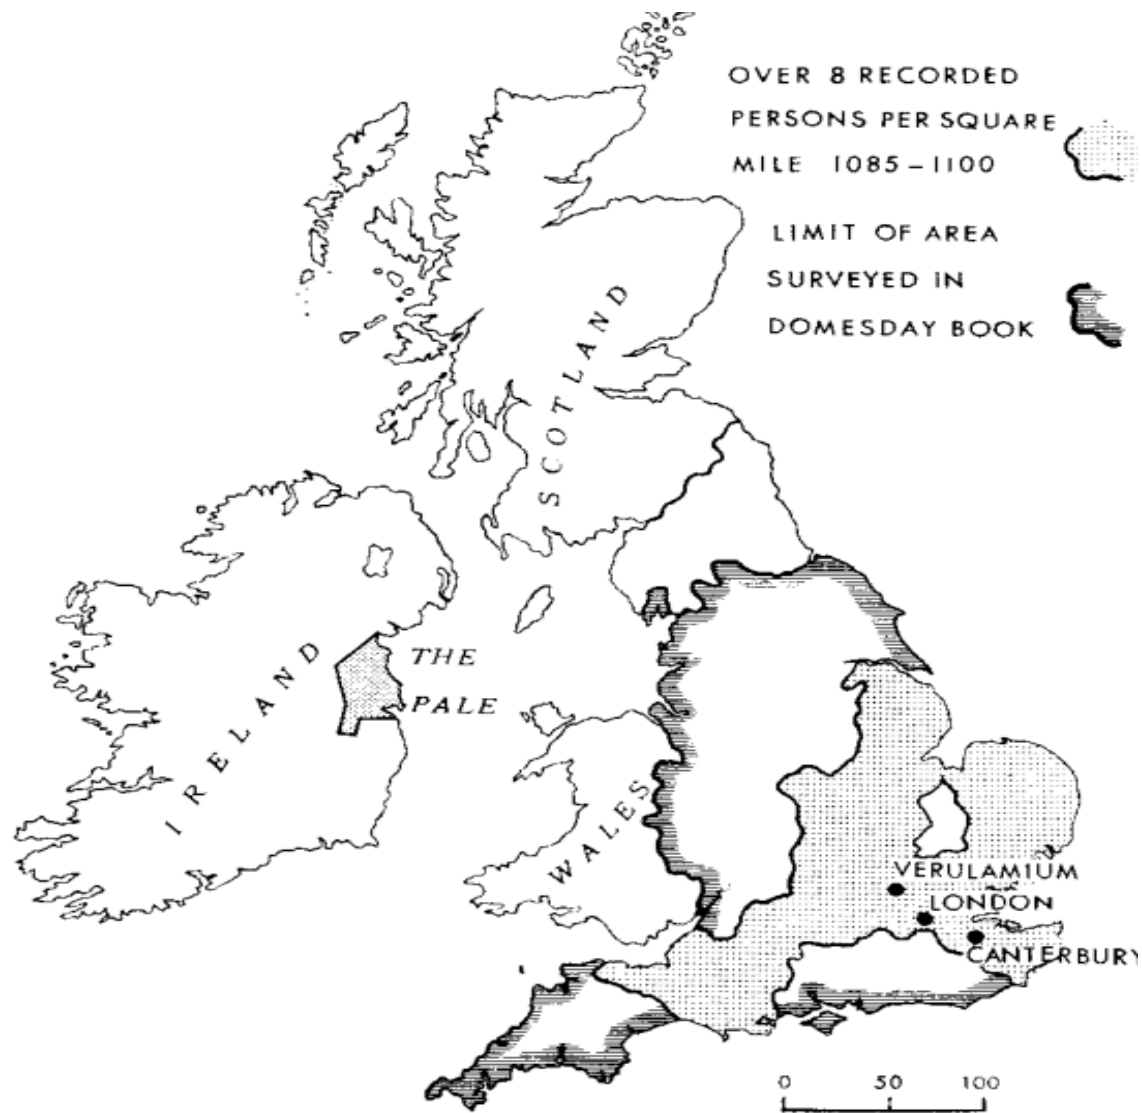 OVER 8 RECORDED
PERSONS PER SQUARE
MILE 1085–1100
LIMIT OF AREA
SURVEYED IN
DOMESDAY BOOK
SCOTLAND
THE
PALE
IRELAND
WALES
VERULAMIUM
LONDON
CANTERBURY
0 50 100